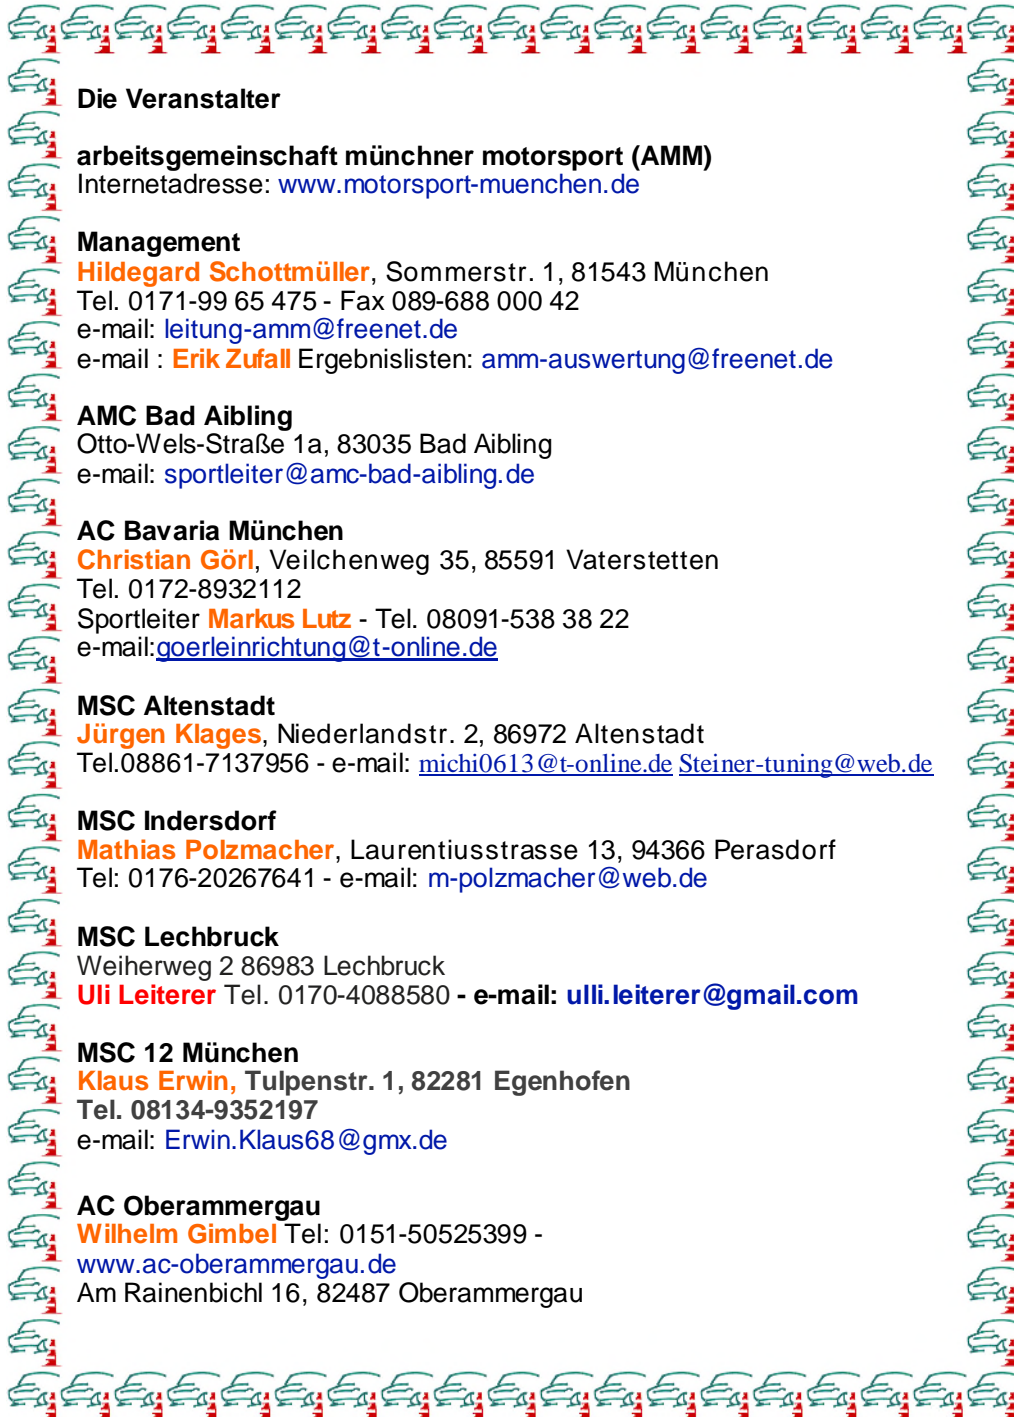 Die Veranstalter
arbeitsgemeinschaft münchner motorsport (AMM)
Internetadresse: www.motorsport-muenchen.de
Management
Hildegard Schottmüller, Sommerstr. 1, 81543 München
Tel. 0171-99 65 475 - Fax 089-688 000 42
e-mail: leitung-amm@freenet.de
e-mail : Erik Zufall Ergebnislisten: amm-auswertung@freenet.de
AMC Bad Aibling
Otto-Wels-Straße 1a, 83035 Bad Aibling
e-mail: sportleiter@amc-bad-aibling.de
AC Bavaria München
Christian Görl, Veilchenweg 35, 85591 Vaterstetten
Tel. 0172-8932112
Sportleiter Markus Lutz - Tel. 08091-538 38 22
e-mail:goerleinrichtung@t-online.de
MSC Altenstadt
Jürgen Klages, Niederlandstr. 2, 86972 Altenstadt
Tel.08861-7137956 - e-mail: michi0613@t-online.de Steiner-tuning@web.de
MSC Indersdorf
Mathias Polzmacher, Laurentiusstrasse 13, 94366 Perasdorf
Tel: 0176-20267641 - e-mail: m-polzmacher@web.de
MSC Lechbruck
Weiherweg 2 86983 Lechbruck
Uli Leiterer Tel. 0170-4088580 - e-mail: ulli.leiterer@gmail.com
MSC 12 München
Klaus Erwin, Tulpenstr. 1, 82281 Egenhofen
Tel. 08134-9352197
e-mail: Erwin.Klaus68@gmx.de
AC Oberammergau
Wilhelm Gimbel Tel: 0151-50525399 -
www.ac-oberammergau.de
Am Rainenbichl 16, 82487 Oberammergau